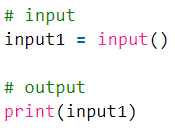 # input
input1 = input()

# output
print(input1)